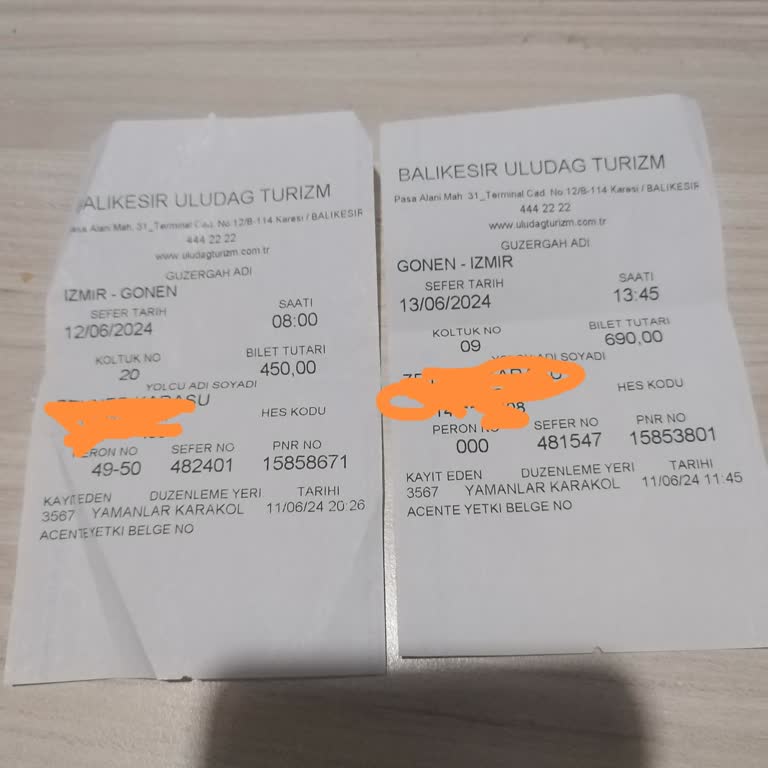 ALIKESIR ULUDAG TURIZM
asa Alani Mah. 31_Terminal Cad. No:12/B-114 Karesi / BALIKESIR
444 22 22
www.uludagturizm.com.tr
GUZERGAH ADI
IZMIR - GONEN
SEFER TARIH SAATI
12/06/2024 08:00
KOLTUK NO BILET TUTARI
20 450,00
YOLCU ADI SOYADI
HES KODU
PERON NO SEFER NO PNR NO
49-50 482401 15858671
KAYIT EDEN DUZENLEME YERI TARIHI
3567 YAMANLAR KARAKOL 11/06/24 20:26
ACENTE YETKI BELGE NO
BALIKESIR ULUDAG TURIZM
Pasa Alani Mah. 31_Terminal Cad. No:12/B-114 Karesi / BALIKESIR
444 22 22
www.uludagturizm.com.tr
GUZERGAH ADI
GONEN - IZMIR
SEFER TARIH SAATI
13/06/2024 13:45
KOLTUK NO BILET TUTARI
09 690,00
YOLCU ADI SOYADI
HES KODU
PERON SEFER NO PNR NO
000 481547 15853801
KAYIT EDEN DUZENLEME YERI TARIHI
3567 YAMANLAR KARAKOL 11/06/24 11:45
ACENTE YETKI BELGE NO